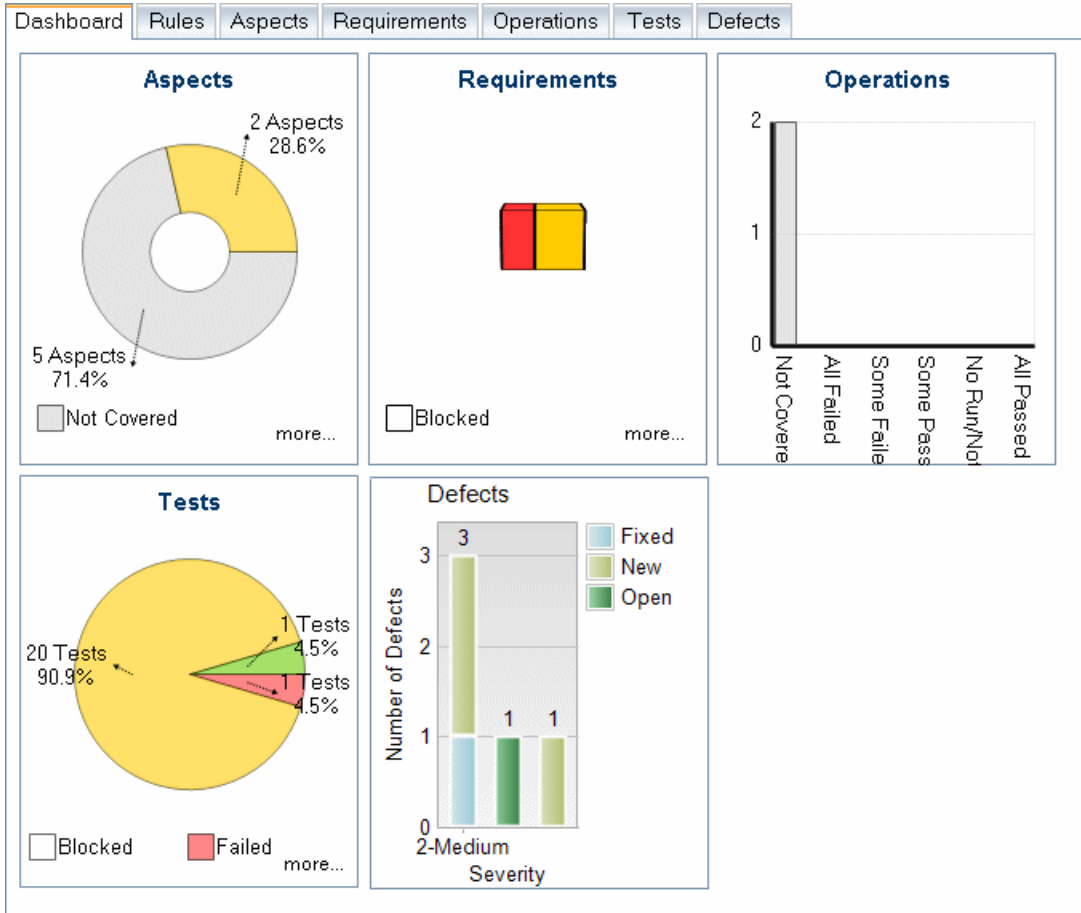 Dashboard Rules Aspects Requirements Operations Tests Defects
Aspects
2 Aspects
28.6%
5 Aspects
71.4%
Not Covered
more...
Requirements
Blocked
more...
Operations
2
1
0
Not Covere
All Failed
Some Faile
Some Pass
No Run/Not
All Passed
Tests
1 Tests
4.5%
20 Tests
90.9%
1 Tests
4.5%
Blocked
Failed
more...
Defects
Fixed
New
Open
Number of Defects
3
2
1
0
3
1
1
2-Medium
Severity